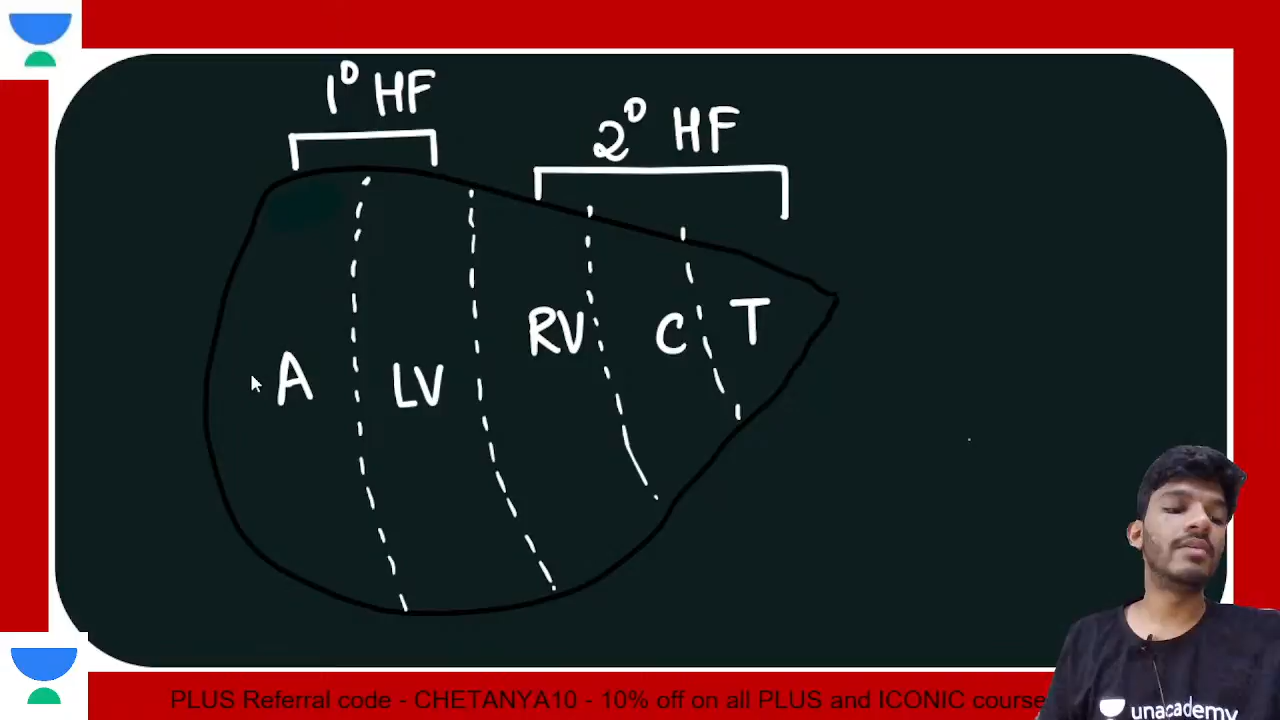 1° HF
2° HF
A
LV
RV
C
T
PLUS Referral code - CHETANYA10 - 10% off on all PLUS and ICONIC course
unacademy